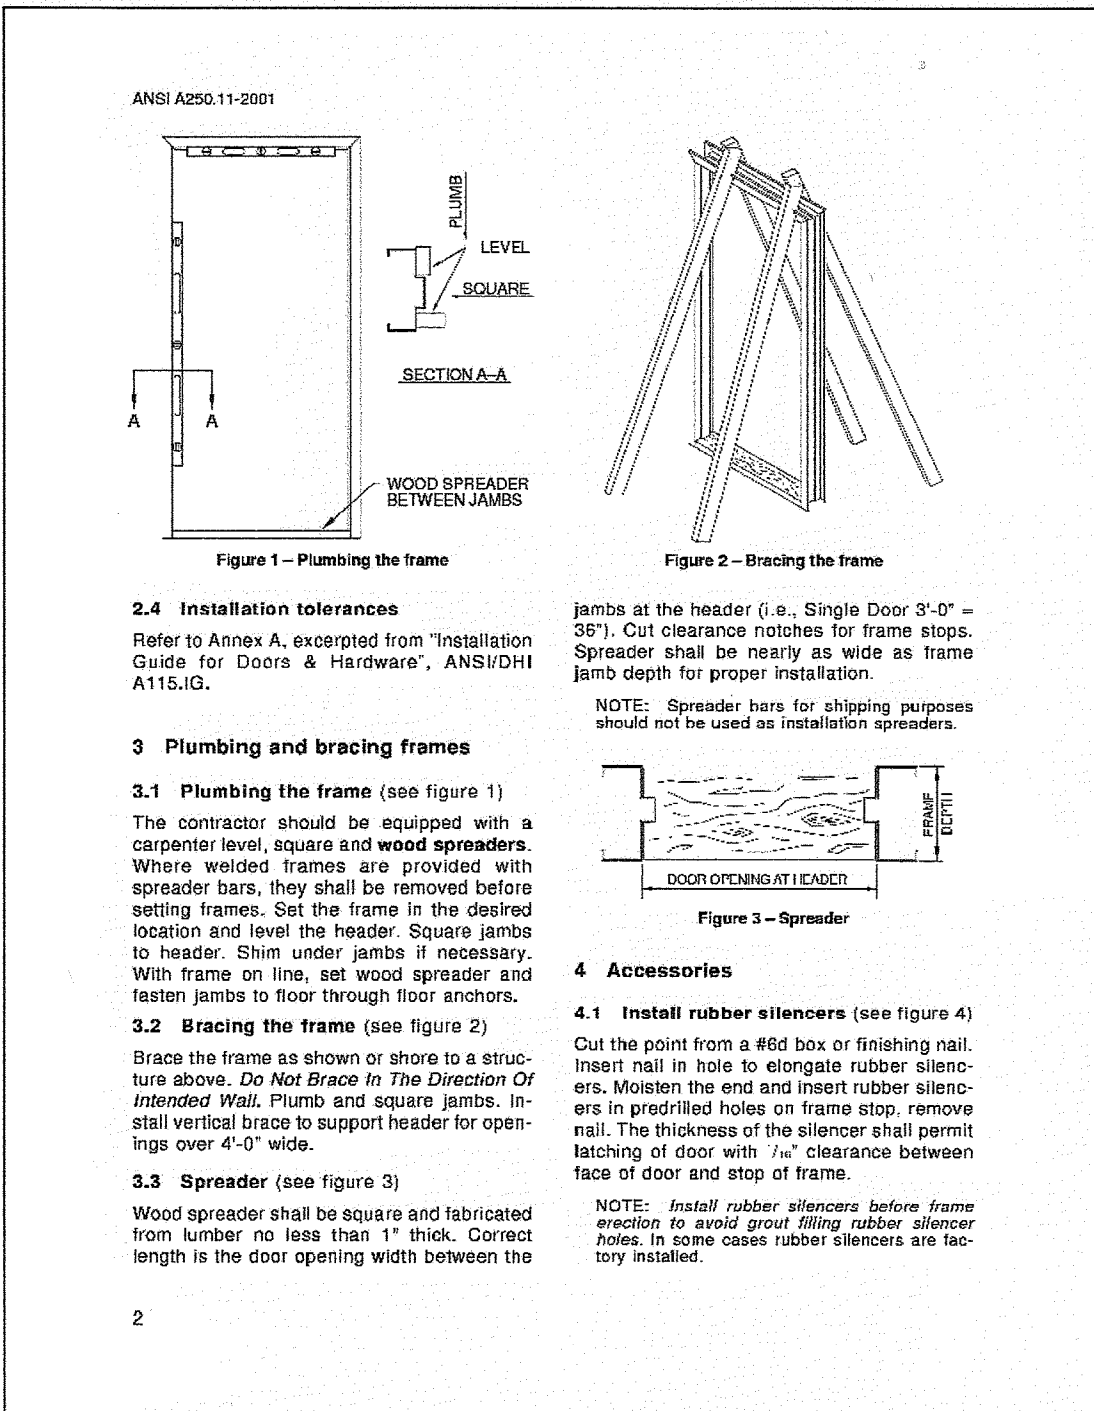 ANSI A250.11-2001
PLUMB
LEVEL
SQUARE
SECTION A–A
A
A
WOOD SPREADER
BETWEEN JAMBS
Figure 1 – Plumbing the frame
Figure 2 – Bracing the frame
2.4 Installation tolerances
Refer to Annex A, excerpted from "Installation
Guide for Doors & Hardware", ANSI/DHI
A115.IG.
3 Plumbing and bracing frames
3.1 Plumbing the frame (see figure 1)
The contractor should be equipped with a
carpenter level, square and wood spreaders.
Where welded frames are provided with
spreader bars, they shall be removed before
setting frames. Set the frame in the desired
location and level the header. Square jambs
to header. Shim under jambs if necessary.
With frame on line, set wood spreader and
fasten jambs to floor through floor anchors.
3.2 Bracing the frame (see figure 2)
Brace the frame as shown or shore to a struc-
ture above. Do Not Brace In The Direction Of
Intended Wall. Plumb and square jambs. In-
stall vertical brace to support header for open-
ings over 4'-0" wide.
3.3 Spreader (see figure 3)
Wood spreader shall be square and fabricated
from lumber no less than 1" thick. Correct
length is the door opening width between the
jambs at the header (i.e., Single Door 3'-0" =
36"). Cut clearance notches for frame stops.
Spreader shall be nearly as wide as frame
jamb depth for proper installation.
NOTE: Spreader bars for shipping purposes
should not be used as installation spreaders.
FRAME
DEPTH
DOOR OPENING AT HEADER
Figure 3 – Spreader
4 Accessories
4.1 Install rubber silencers (see figure 4)
Cut the point from a #6d box or finishing nail.
Insert nail in hole to elongate rubber silenc-
ers. Moisten the end and insert rubber silenc-
ers in predrilled holes on frame stop, remove
nail. The thickness of the silencer shall permit
latching of door with 1/16" clearance between
face of door and stop of frame.
NOTE: Install rubber silencers before frame
erection to avoid grout filling rubber silencer
holes. In some cases rubber silencers are fac-
tory installed.
2